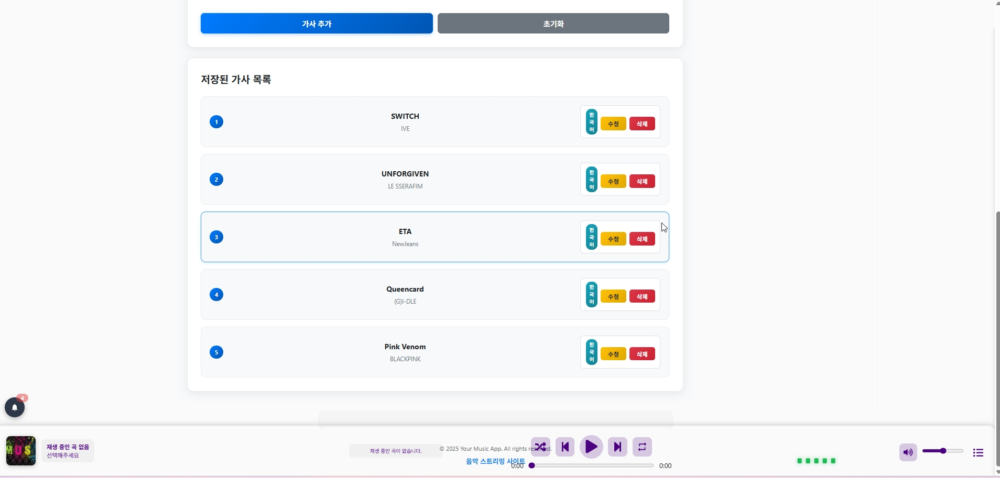 가사 추가
초기화
저장된 가사 목록
1
SWITCH
IVE
한국어
수정
삭제
2
UNFORGIVEN
LE SSERAFIM
한국어
수정
삭제
3
ETA
NewJeans
한국어
수정
삭제
4
Queencard
(G)I-DLE
한국어
수정
삭제
5
Pink Venom
BLACKPINK
한국어
수정
삭제
4
재생 중인 곡 없음
선택해주세요
재생 중인 곡이 없습니다.
© 2025 Your Music App. All rights reserved.
음악 스트리밍 사이트
0:00
0:00